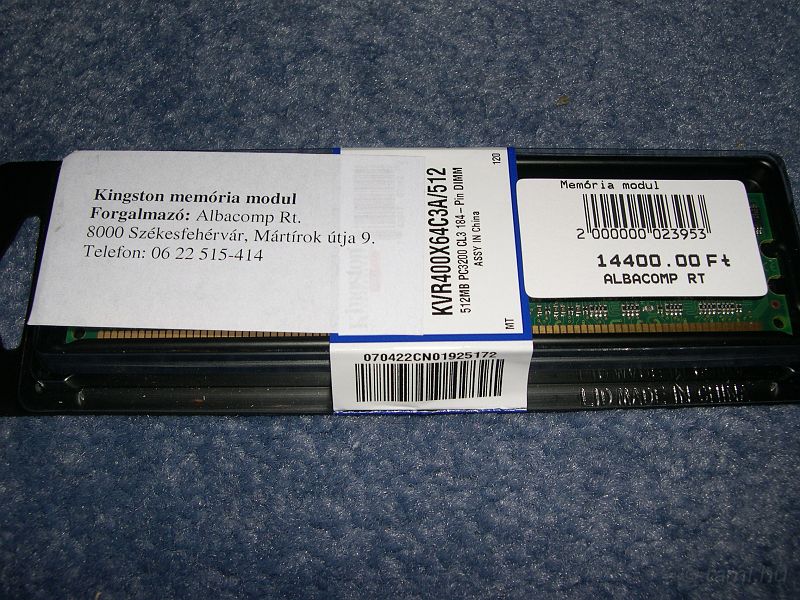 Kingston memória modul
Forgalmazó: Albacomp Rt.
8000 Székesfehérvár, Mártírok útja 9.
Telefon: 06 22 515-414
KVR400X64C3A/512
512MB PC3200 CL3 184-Pin DIMM
ASSY IN China
120
MT
070422CN01925172
Memória modul
2 000000 023953
14400.00 Ft
ALBACOMP RT
LID MADE IN CHINA